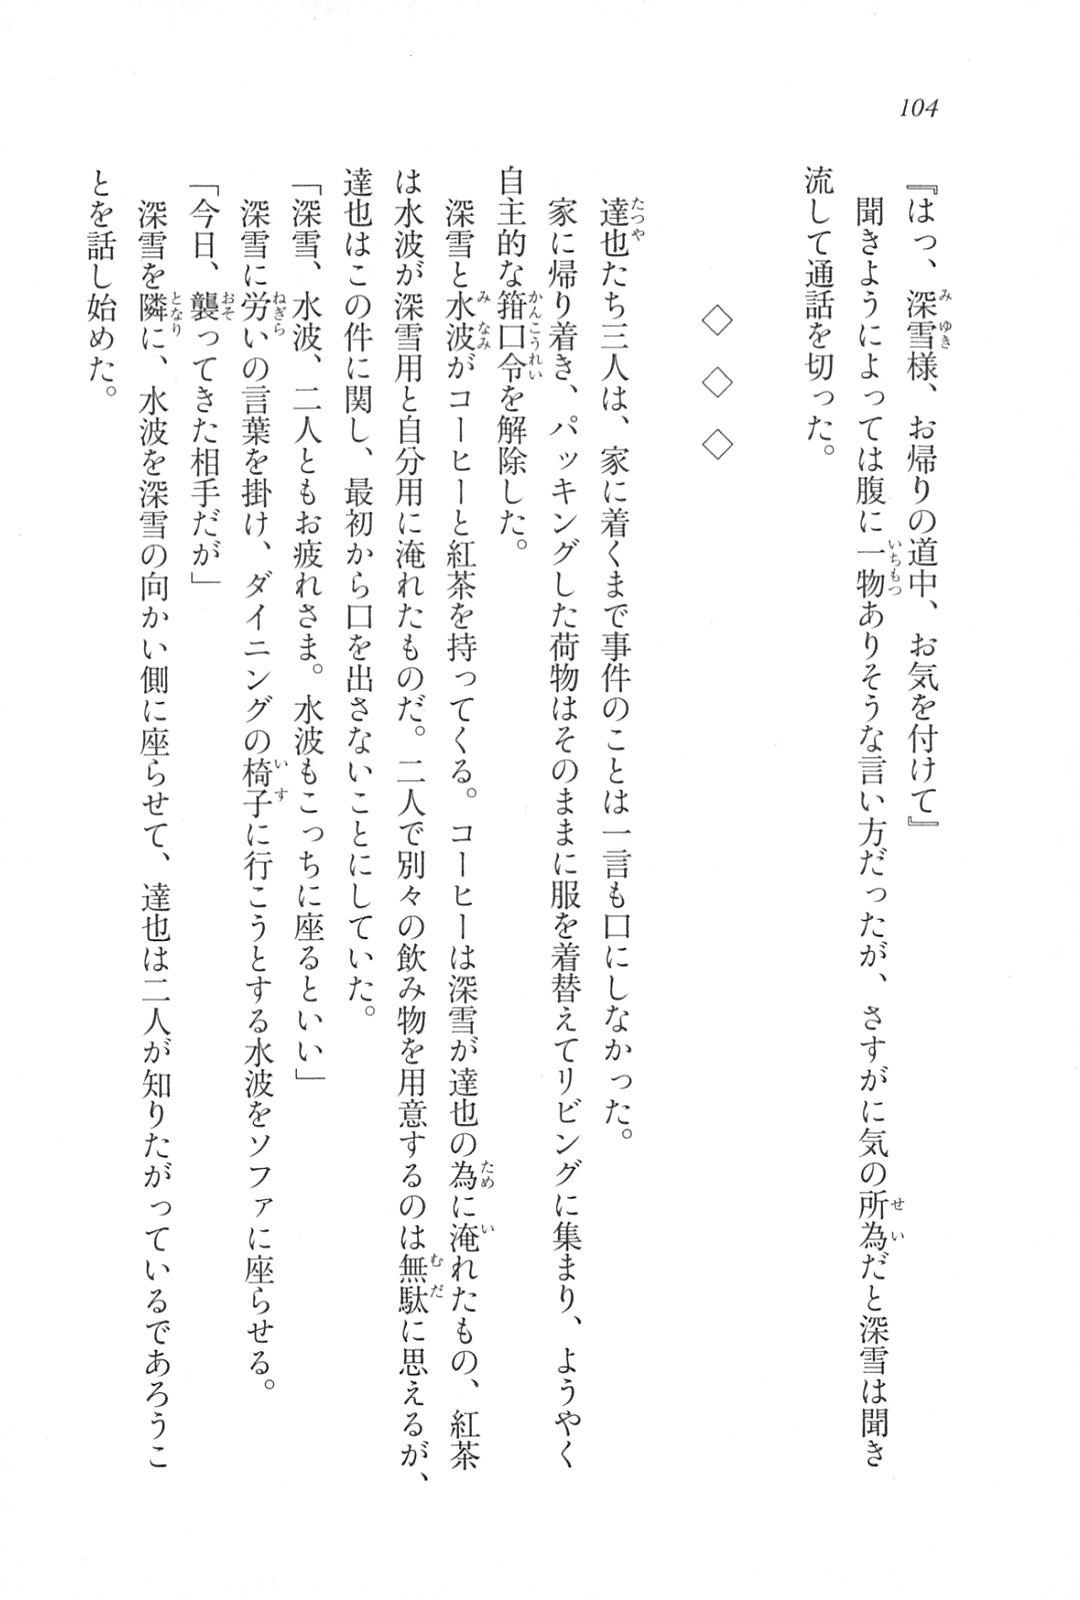 104
『はっ、深雪様、お帰りの道中、お気を付けて』
聞きようによっては腹に一物ありそうな言い方だったが、さすがに気の所為だと深雪は聞き
流して通話を切った。
◇ ◇ ◇
達也たち三人は、家に着くまで事件のことは一言も口にしなかった。
家に帰り着き、パッキングした荷物はそのままに服を着替えてリビングに集まり、ようやく
自主的な箝口令を解除した。
深雪と水波がコーヒーと紅茶を持ってくる。コーヒーは深雪が達也の為に淹れたもの、紅茶
は水波が深雪用と自分用に淹れたものだ。二人で別々の飲み物を用意するのは無駄に思えるが、
達也はこの件に関し、最初から口を出さないことにしていた。
「深雪、水波、二人ともお疲れさま。水波もこっちに座るといい」
深雪に労いの言葉を掛け、ダイニングの椅子に行こうとする水波をソファに座らせる。
「今日、襲ってきた相手だが」
深雪を隣に、水波を深雪の向かい側に座らせて、達也は二人が知りたがっているであろうこ
とを話し始めた。